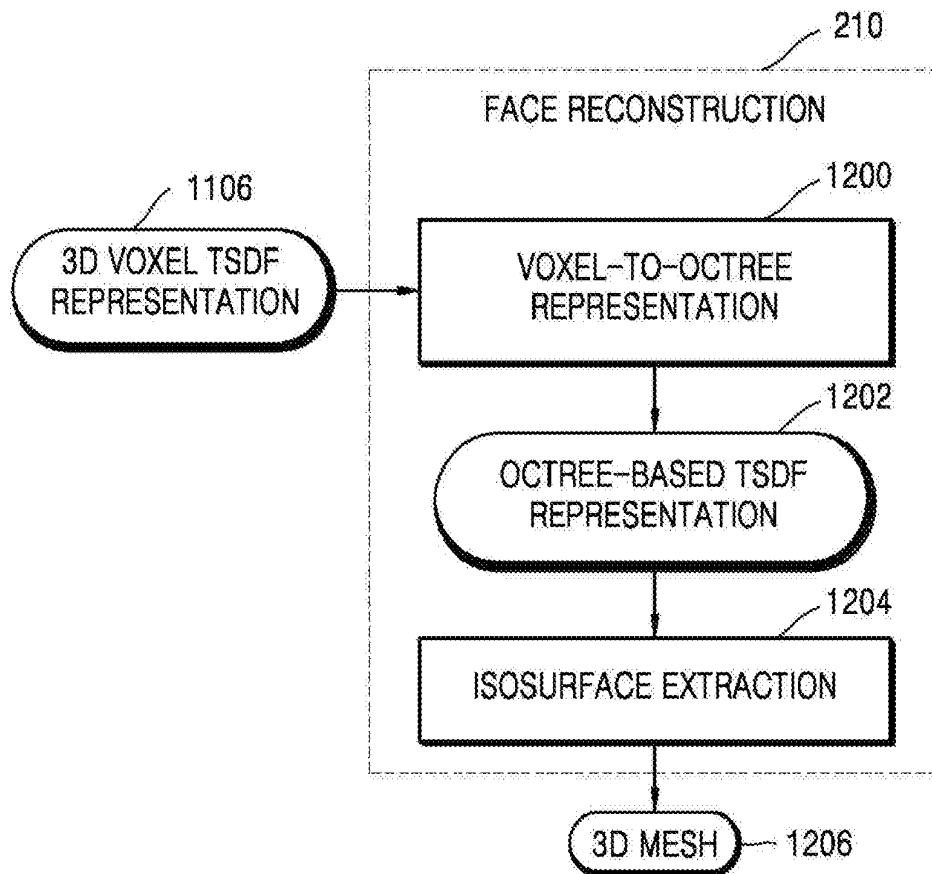 210
FACE RECONSTRUCTION
1106
1200
3D VOXEL TSDF
REPRESENTATION
VOXEL-TO-OCTREE
REPRESENTATION
1202
OCTREE-BASED TSDF
REPRESENTATION
1204
ISOSURFACE EXTRACTION
3D MESH
1206